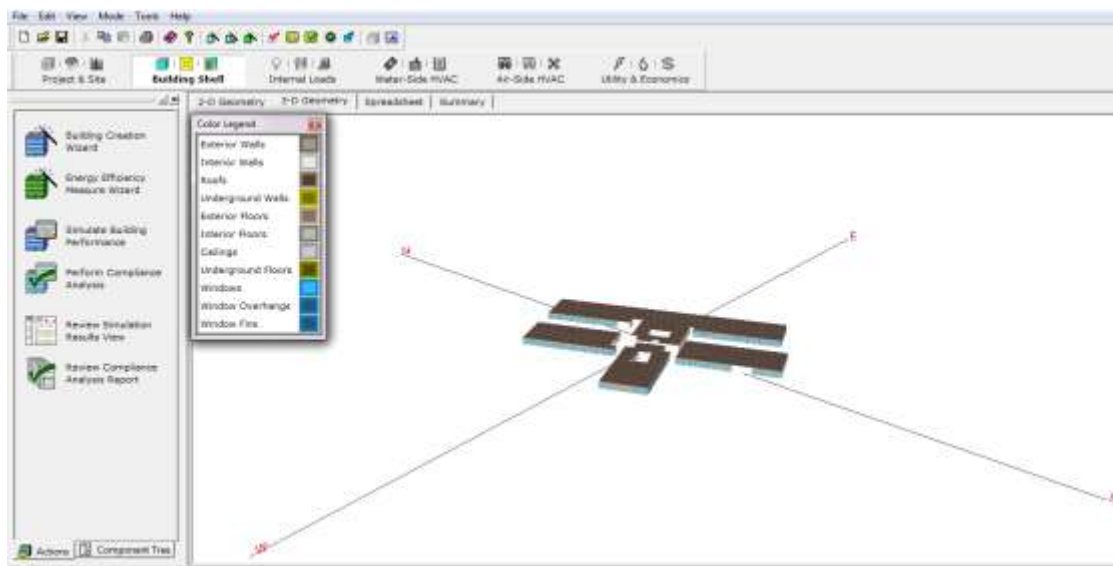 File Edit View Mode Tools Help
Project & Site Building Shell Internal Loads Water-Side HVAC Air-Side HVAC Utility & Economics
2-D Geometry 3-D Geometry Spreadsheet Summary
Color Legend
Exterior Walls
Interior Walls
Roofs
Underground Walls
Exterior Floors
Interior Floors
Ceilings
Underground Floors
Windows
Window Overhangs
Window Fins
Building Creation
Wizard
Energy Efficiency
Measure Wizard
Simulate Building
Performance
Perform Compliance
Analysis
Review Simulation
Results View
Review Compliance
Analysis Report
E
W
Actions Component Tree